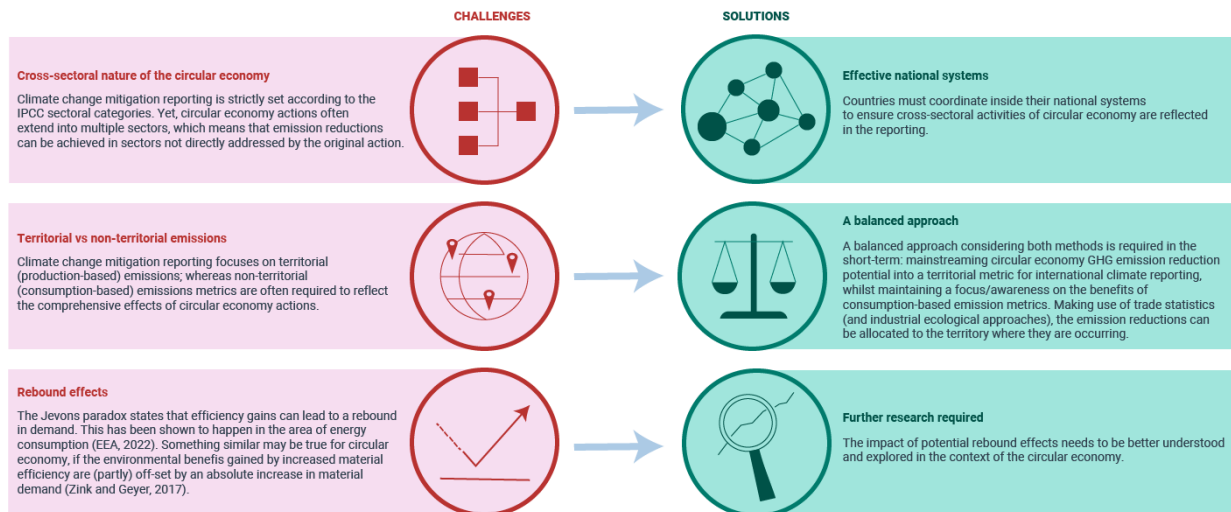 CHALLENGES
SOLUTIONS
Cross-sectoral nature of the circular economy
Climate change mitigation reporting is strictly set according to the
IPCC sectoral categories. Yet, circular economy actions often
extend into multiple sectors, which means that emission reductions
can be achieved in sectors not directly addressed by the original action.
Effective national systems
Countries must coordinate inside their national systems
to ensure cross-sectoral activities of circular economy are reflected
in the reporting.
Territorial vs non-territorial emissions
Climate change mitigation reporting focuses on territorial
(production-based) emissions; whereas non-territorial
(consumption-based) emissions metrics are often required to reflect
the comprehensive effects of circular economy actions.
A balanced approach
A balanced approach considering both methods is required in the
short-term: mainstreaming circular economy GHG emission reduction
potential into a territorial metric for international climate reporting,
whilst maintaining a focus/awareness on the benefits of
consumption-based emission metrics. Making use of trade statistics
(and industrial ecological approaches), the emission reductions can
be allocated to the territory where they are occurring.
Rebound effects
The Jevons paradox states that efficiency gains can lead to a rebound
in demand. This has been shown to happen in the area of energy
consumption (EEA, 2022). Something similar may be true for circular
economy, if the environmental benefis gained by increased material
efficiency are (partly) off-set by an absolute increase in material
demand (Zink and Geyer, 2017).
Further research required
The impact of potential rebound effects needs to be better understood
and explored in the context of the circular economy.